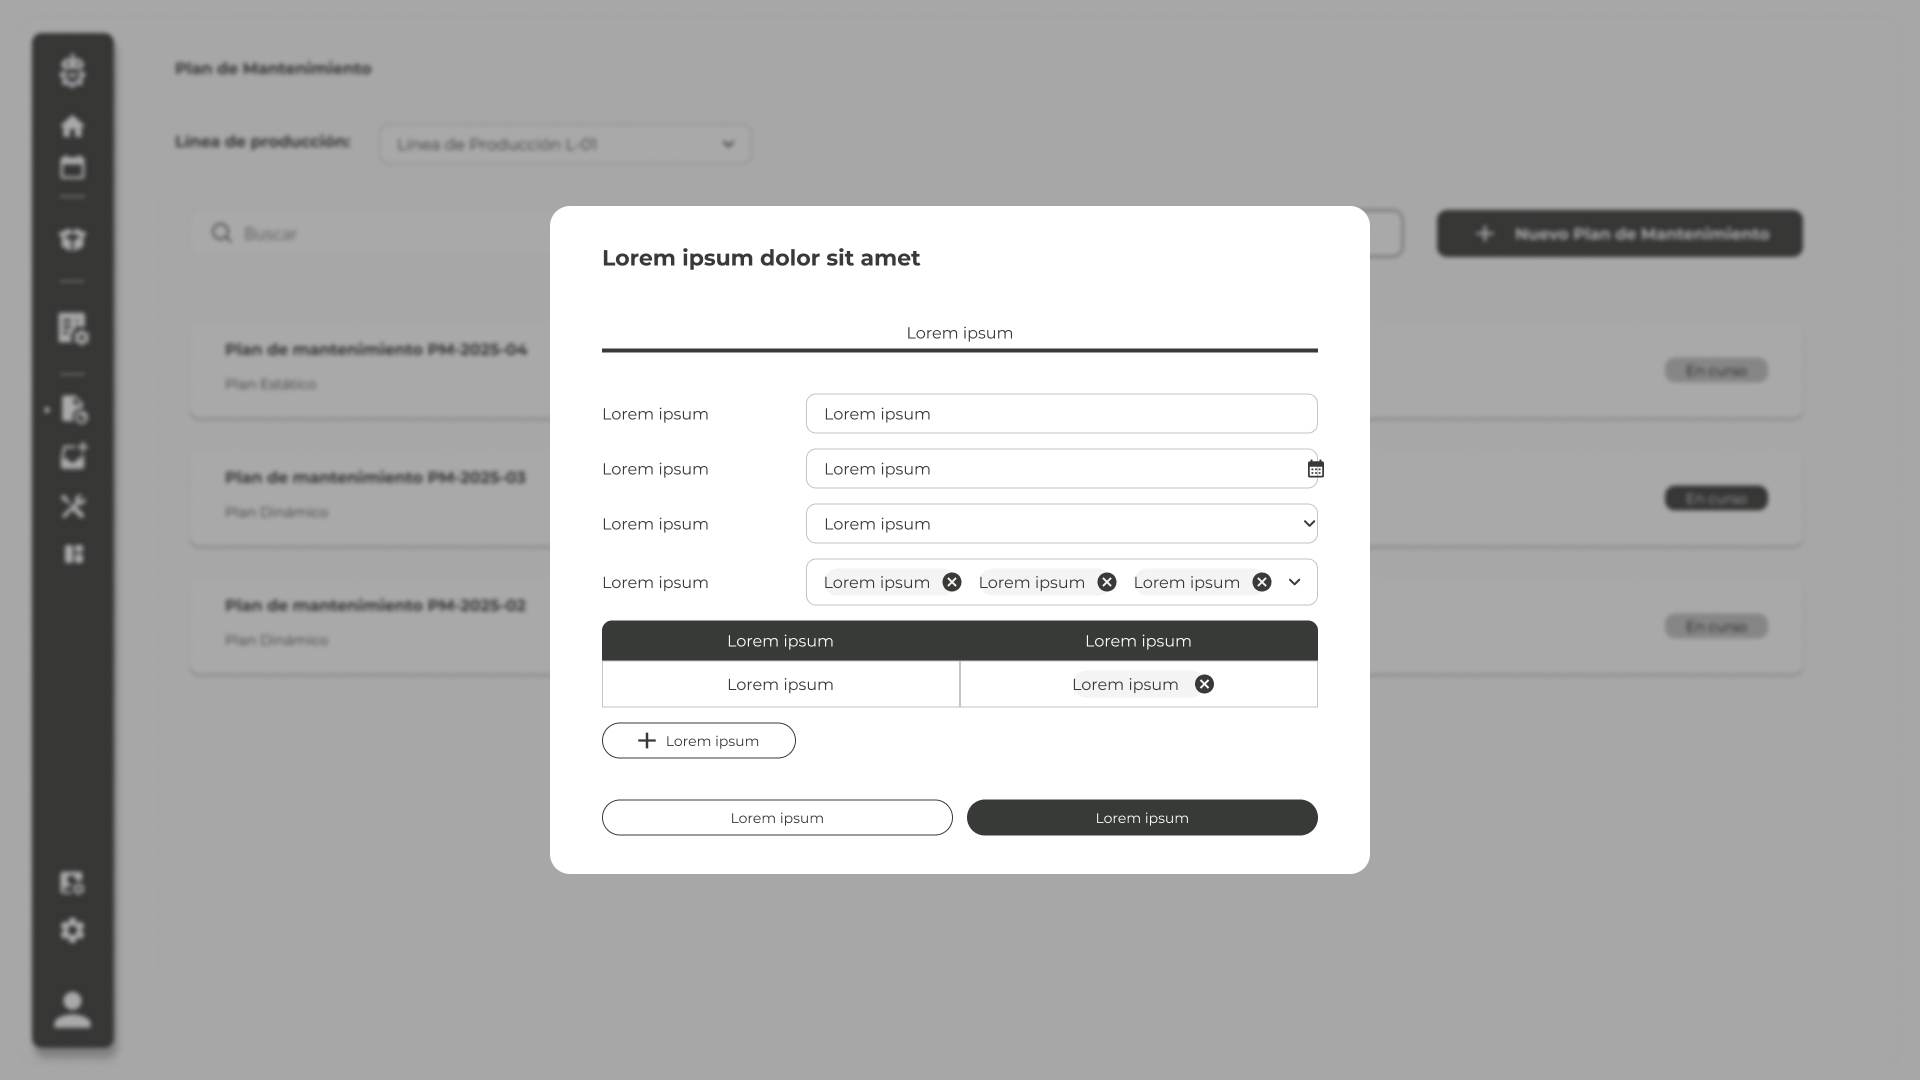 Plan de Mantenimiento
Línea de producción:
Línea de Producción L-01
Buscar
Nuevo Plan de Mantenimiento
Plan de mantenimiento PM-2025-04
Plan Estático
En curso
Plan de mantenimiento PM-2025-03
Plan Dinámico
En curso
Plan de mantenimiento PM-2025-02
Plan Dinámico
En curso
Lorem ipsum dolor sit amet
Lorem ipsum
Lorem ipsum Lorem ipsum
Lorem ipsum Lorem ipsum
Lorem ipsum Lorem ipsum
Lorem ipsum Lorem ipsum Lorem ipsum Lorem ipsum
Lorem ipsum Lorem ipsum
Lorem ipsum Lorem ipsum
Lorem ipsum
Lorem ipsum Lorem ipsum